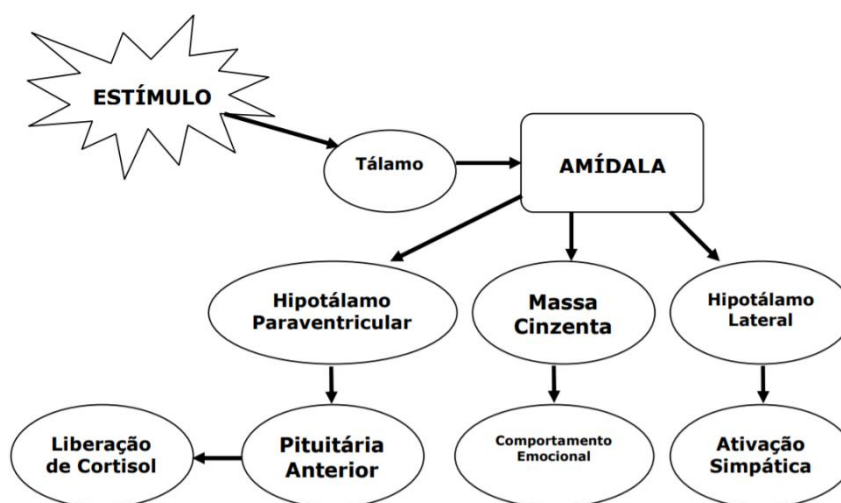 ESTÍMULO
Tálamo
AMÍDALA
Hipotálamo
Paraventricular
Massa
Cinzenta
Hipotálamo
Lateral
Liberação
de Cortisol
Pituitária
Anterior
Comportamento
Emocional
Ativação
Simpática